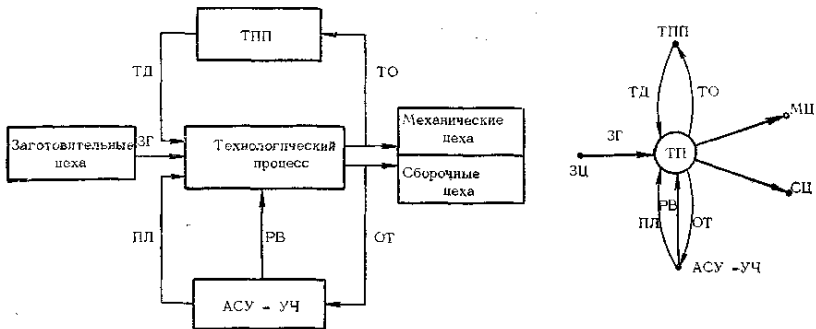 ТПП
ТД
ТО
Заготовительные
цеха
ЗГ
Технологический
процесс
Механические
цеха
Сборочные
цеха
ПЛ
РВ
ОТ
АСУ - УЧ
ТПП
ТД
ТО
МЦ
ЗГ
ТП
ЗЦ
СЦ
ПЛ
РВ
ОТ
АСУ - УЧ